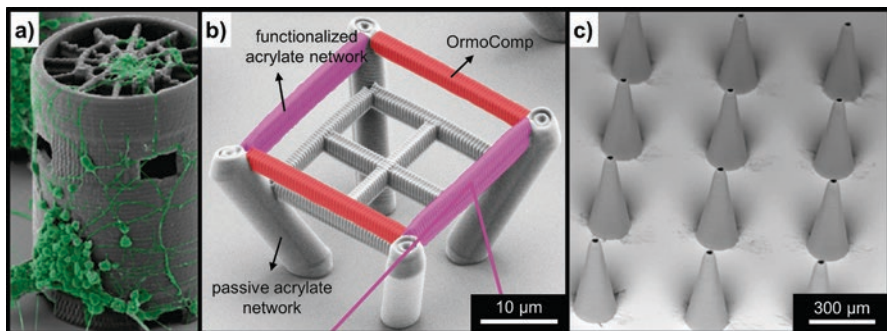 a)
b)
functionalized
acrylate network
OrmoComp
passive acrylate
network
10 µm
c)
300 µm